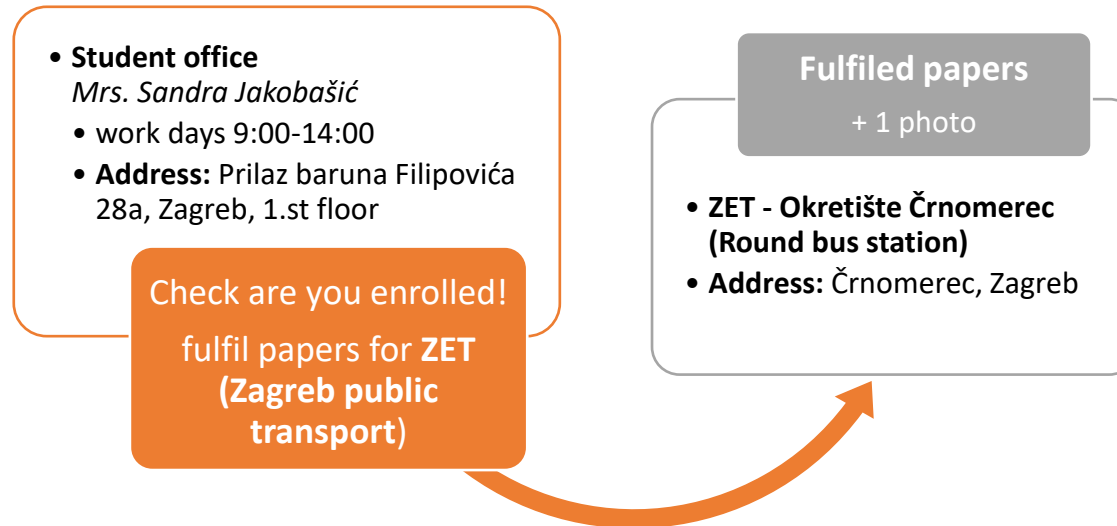 • Student office
Mrs. Sandra Jakobašić
• work days 9:00-14:00
• Address: Prilaz baruna Filipovića
28a, Zagreb, 1.st floor
Check are you enrolled!
fulfil papers for ZET
(Zagreb public
transport)
Fulfiled papers
+ 1 photo
• ZET - Okretište Črnomerec
(Round bus station)
• Address: Črnomerec, Zagreb